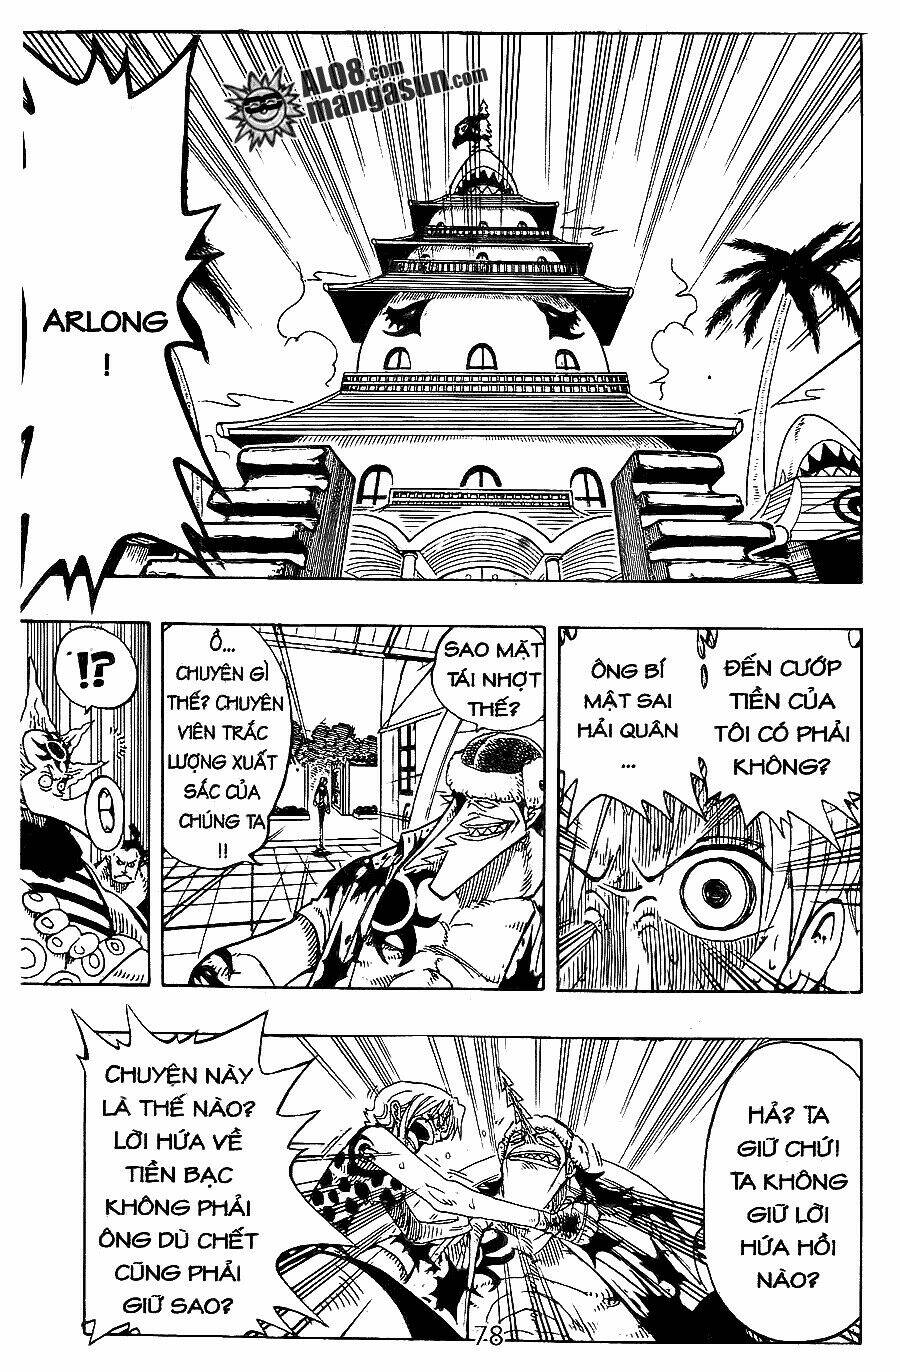 ALO8.com
mangasun.com
ARLONG
!
SAO MẶT
TÁI NHỢT
THẾ?
Ồ...
CHUYÊN GÌ
THẾ? CHUYÊN
VIÊN TRẮC
LƯỢNG XUẤT
SẮC CỦA
CHÚNG TA
!!
!?
ĐẾN CƯỚP
TIỀN CỦA
TÔI CÓ PHẢI
KHÔNG?
ÔNG BÍ
MẬT SAI
HẢI QUÂN
...
CHUYỆN NÀY
LÀ THẾ NÀO?
LỜI HỨA VỀ
TIỀN BẠC
KHÔNG PHẢI
ÔNG DÙ CHẾT
CŨNG PHẢI
GIỮ SAO?
HẢ? TA
GIỮ CHỨ!
TA KHÔNG
GIỮ LỜI
HỨA HỒI
NÀO?
78